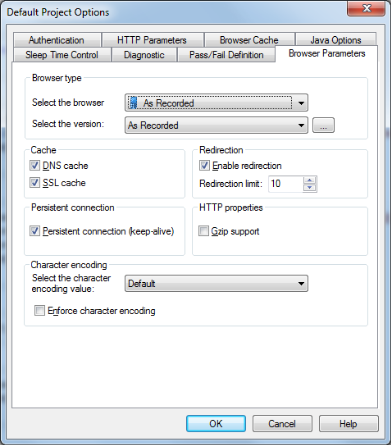 Default Project Options
Authentication HTTP Parameters Browser Cache Java Options
Sleep Time Control Diagnostic Pass/Fail Definition Browser Parameters
Browser type
Select the browser As Recorded
Select the version: As Recorded ...
Cache Redirection
DNS cache Enable redirection
SSL cache Redirection limit: 10
Persistent connection HTTP properties
Persistent connection (keep-alive) Gzip support
Character encoding
Select the character
encoding value: Default
Enforce character encoding
OK Cancel Help